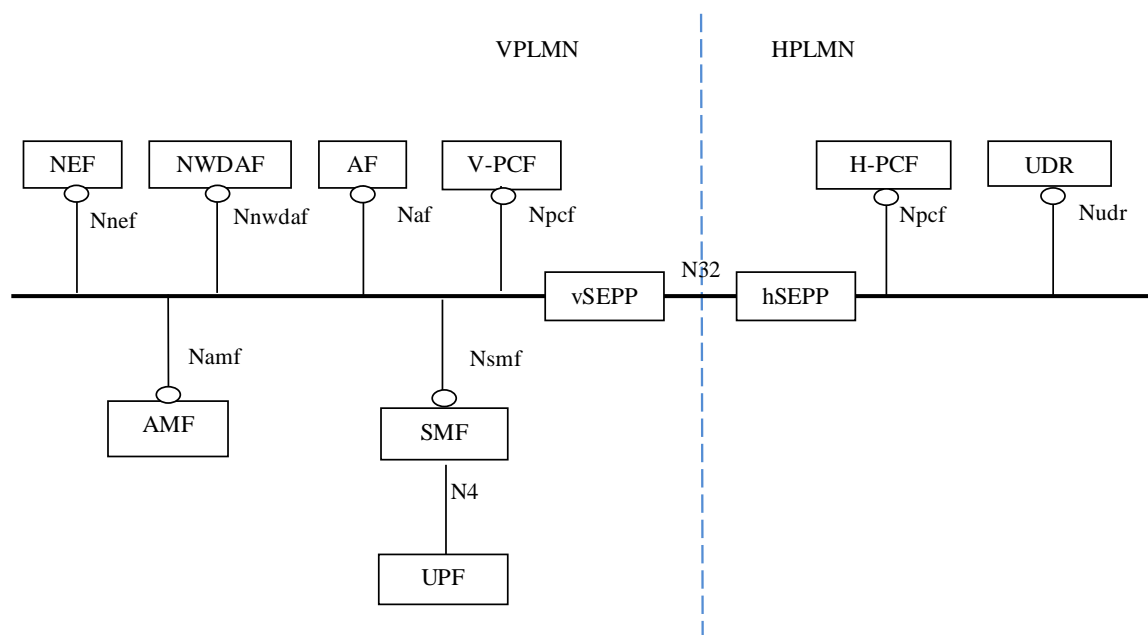 VPLMN
HPLMN
NEF
NWDAF
AF
V-PCF
H-PCF
UDR
Nnef
Nnwdaf
Naf
Npcf
Npcf
Nudr
N32
vSEPP
hSEPP
Namf
Nsmf
AMF
SMF
N4
UPF